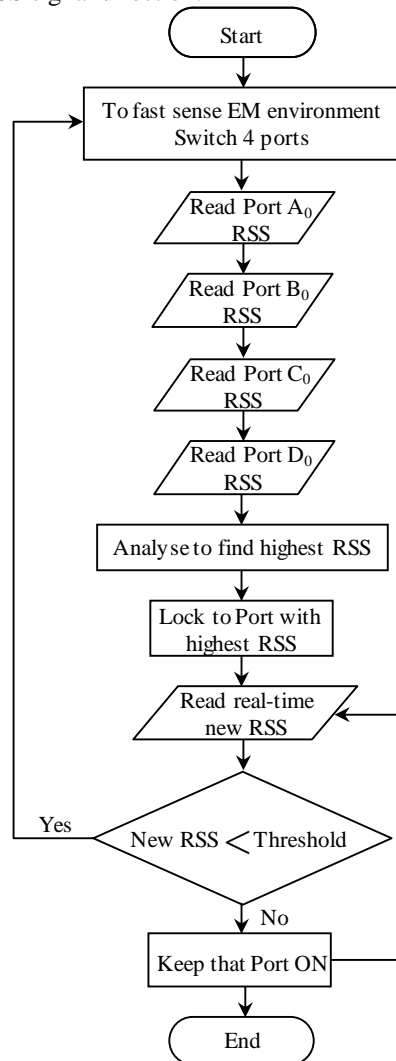 Start
To fast sense EM environment
Switch 4 ports
Read Port A₀
RSS
Read Port B₀
RSS
Read Port C₀
RSS
Read Port D₀
RSS
Analyse to find highest RSS
Lock to Port with
highest RSS
Read real-time
new RSS
Yes
New RSS < Threshold
No
Keep that Port ON
End